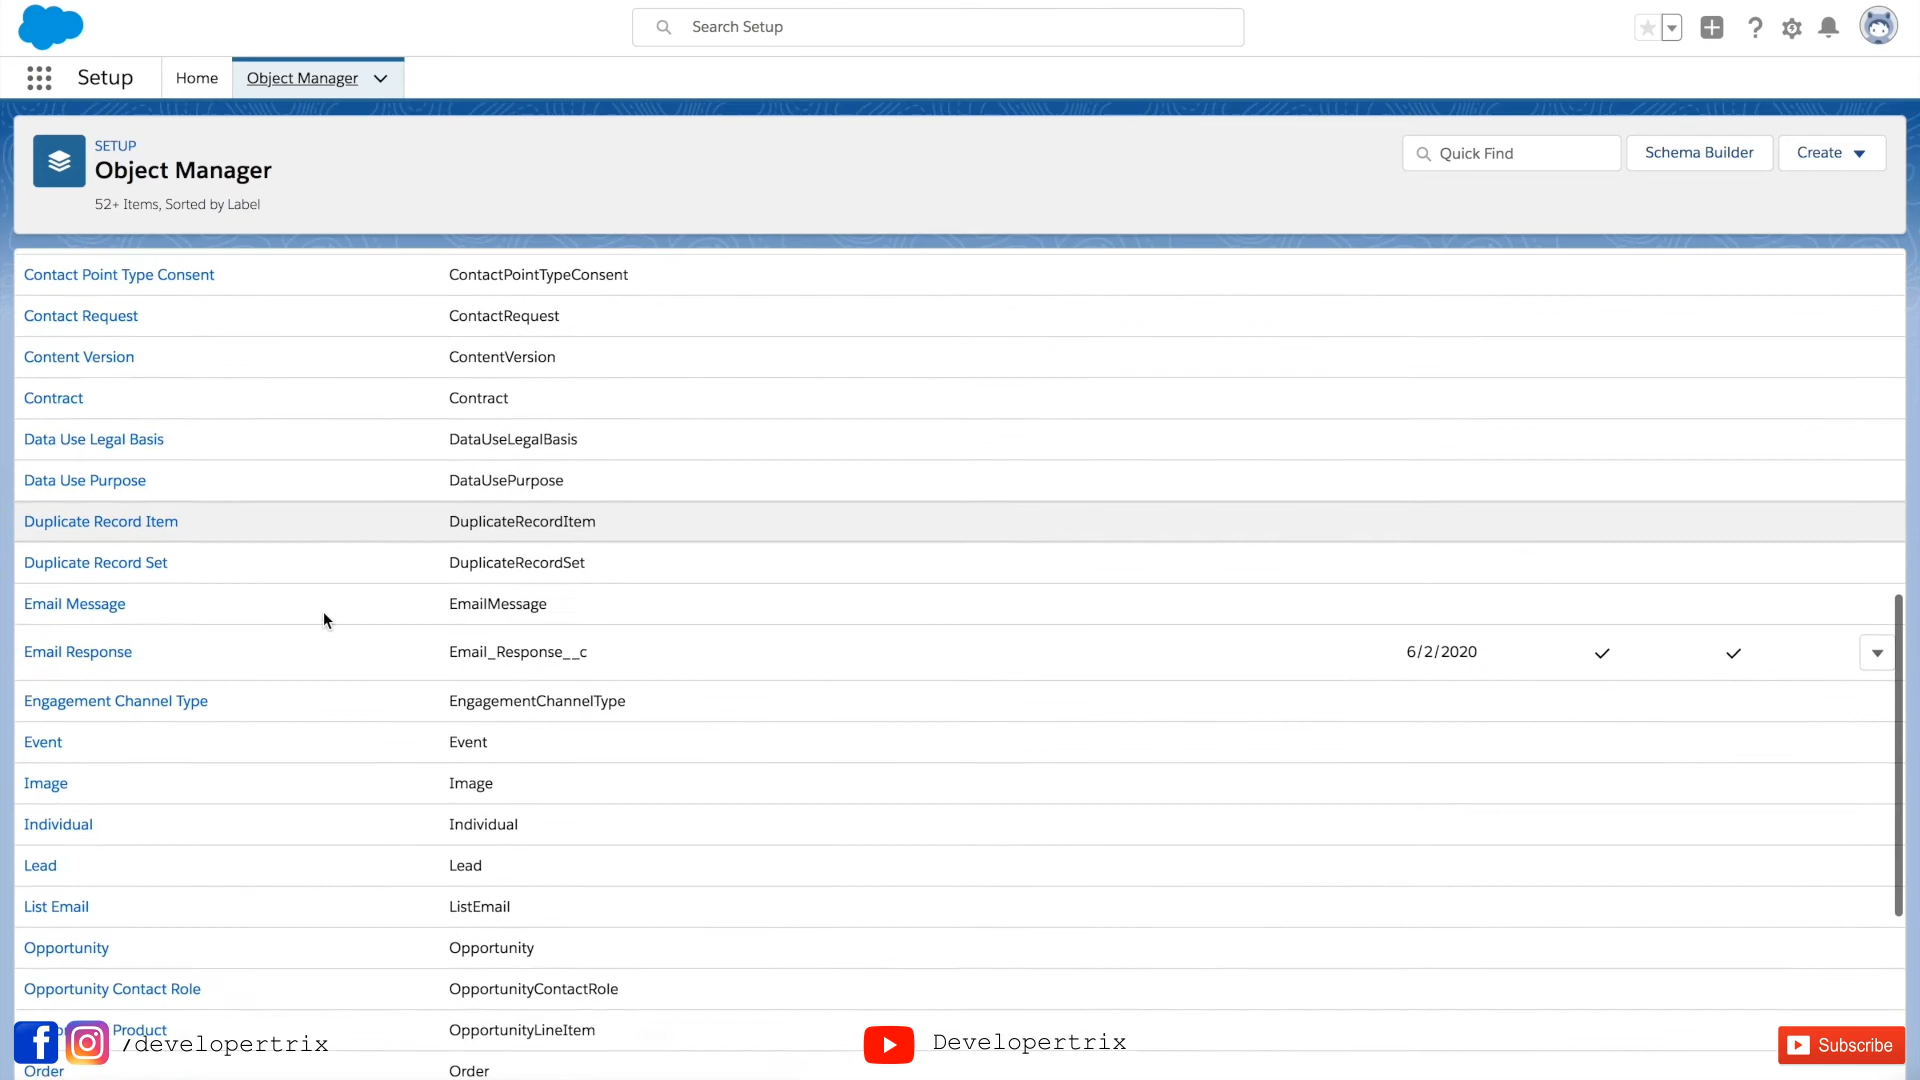 Search Setup
Setup Home Object Manager
SETUP
Object Manager
52+ Items, Sorted by Label
Quick Find Schema Builder Create
Contact Point Type Consent ContactPointTypeConsent
Contact Request ContactRequest
Content Version ContentVersion
Contract Contract
Data Use Legal Basis DataUseLegalBasis
Data Use Purpose DataUsePurpose
Duplicate Record Item DuplicateRecordItem
Duplicate Record Set DuplicateRecordSet
Email Message EmailMessage
Email Response Email_Response__c 6/2/2020
Engagement Channel Type EngagementChannelType
Event Event
Image Image
Individual Individual
Lead Lead
List Email ListEmail
Opportunity Opportunity
Opportunity Contact Role OpportunityContactRole
Product OpportunityLineItem
/developertrix Developertrix Subscribe
Order Order